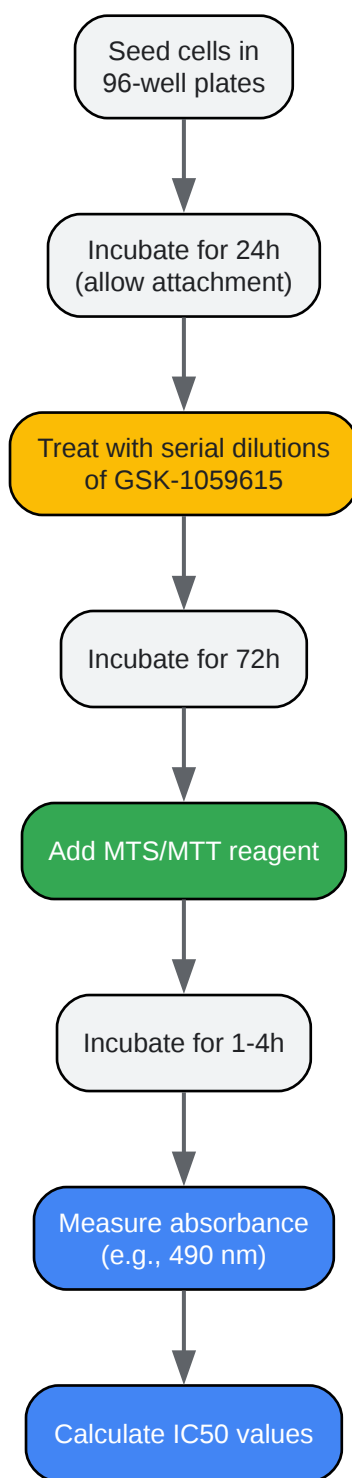 Seed cells in
96-well plates
Incubate for 24h
(allow attachment)
Treat with serial dilutions
of GSK-1059615
Incubate for 72h
Add MTS/MTT reagent
Incubate for 1-4h
Measure absorbance
(e.g., 490 nm)
Calculate IC50 values